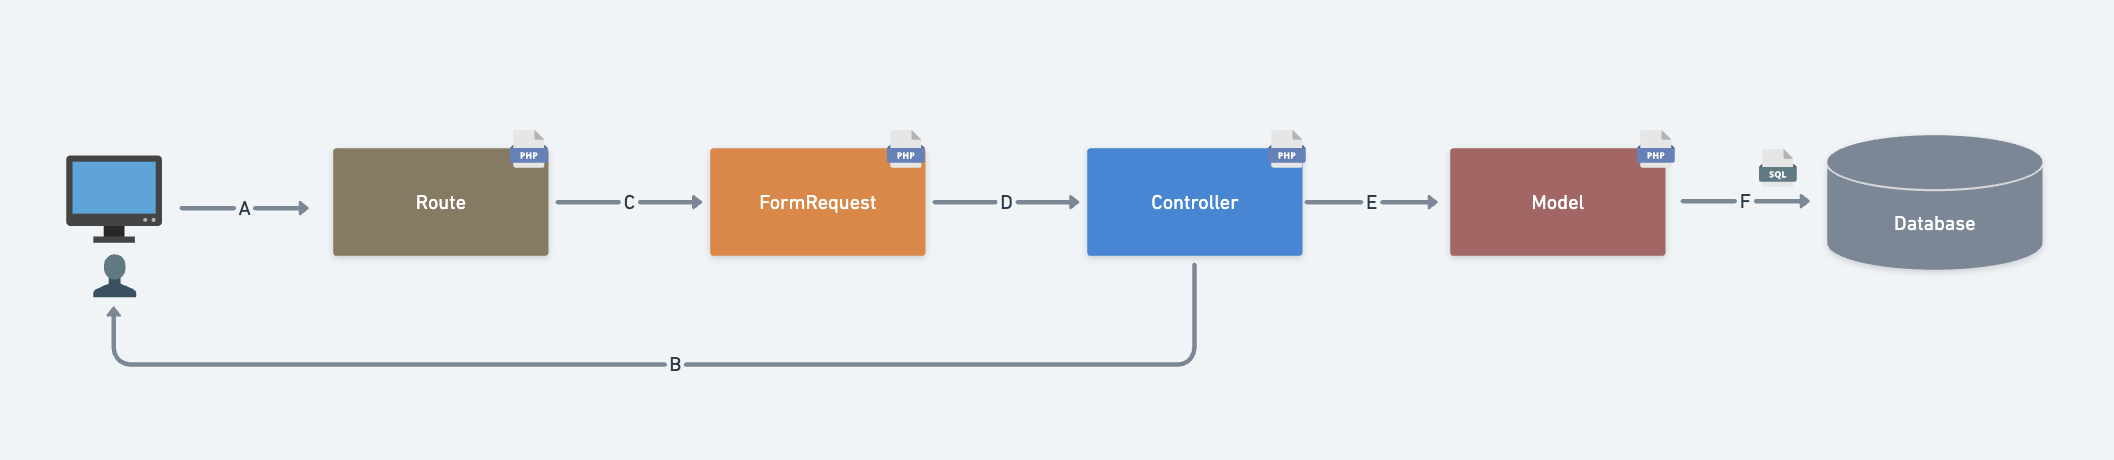 PHP
PHP
PHP
PHP
SQL
A
Route
C
FormRequest
D
Controller
E
Model
F
Database
B